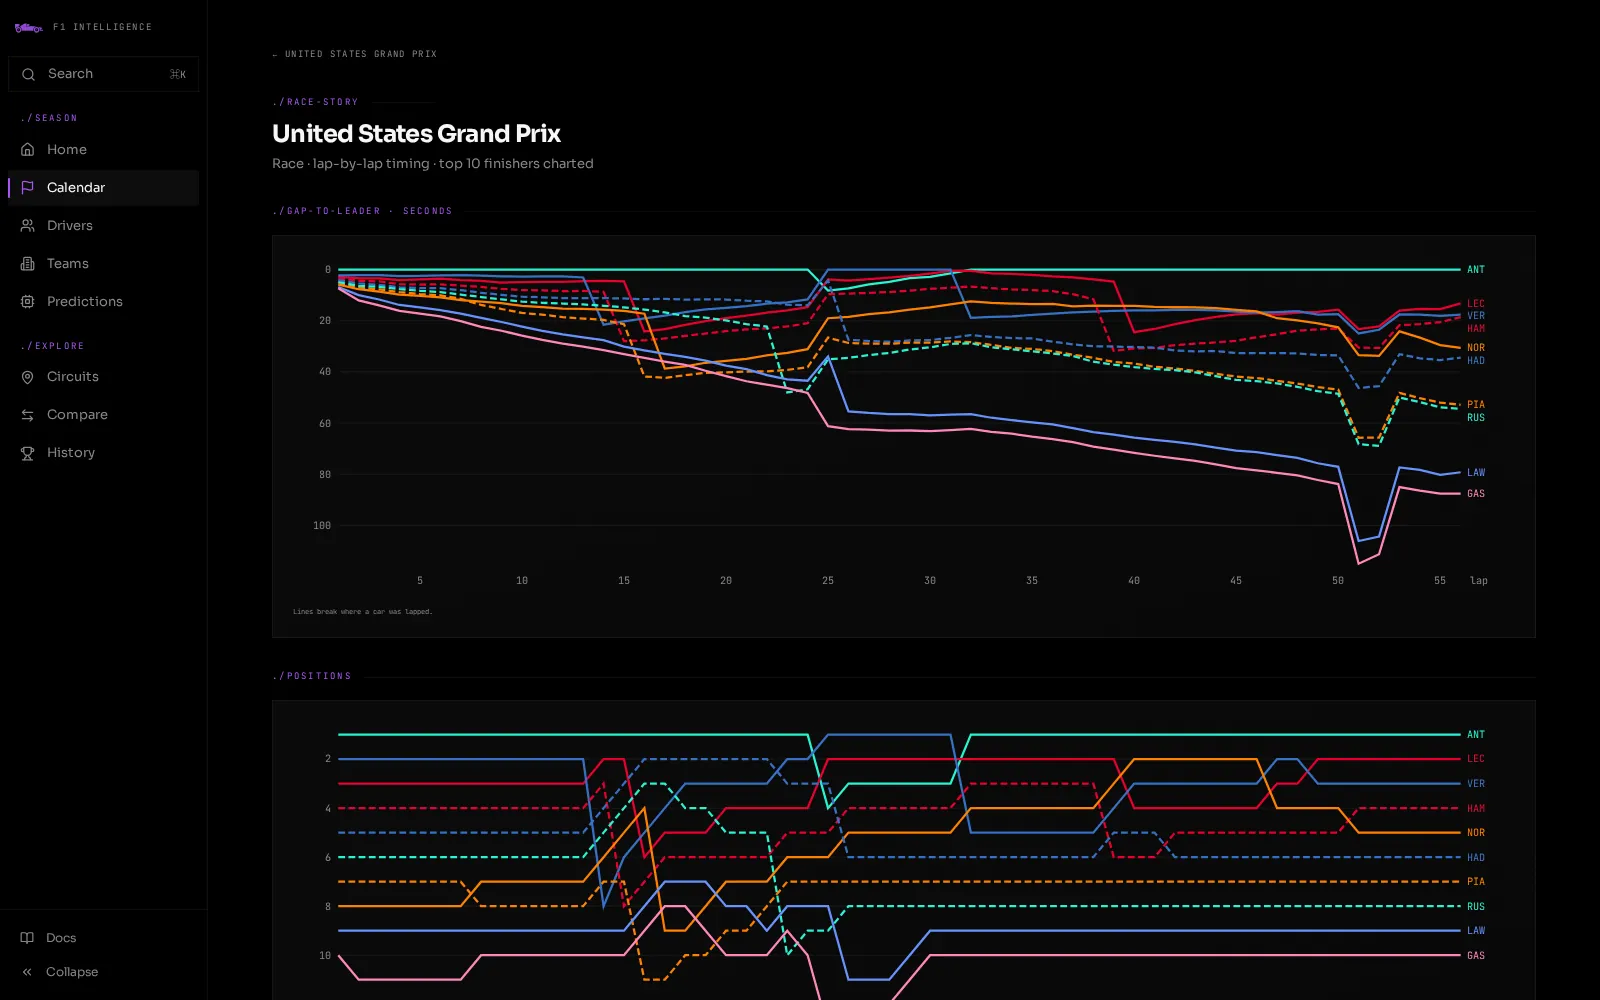 F1 INTELLIGENCE
Search ⌘K
./SEASON
Home
Calendar
Drivers
Teams
Predictions
./EXPLORE
Circuits
Compare
History
Docs
Collapse
← UNITED STATES GRAND PRIX
./RACE-STORY
United States Grand Prix
Race · lap-by-lap timing · top 10 finishers charted
./GAP-TO-LEADER · SECONDS
0
20
40
60
80
100
ANT
LEC
VER
HAM
NOR
HAD
PIA
RUS
LAW
GAS
5 10 15 20 25 30 35 40 45 50 55 lap
Lines break where a car was lapped.
./POSITIONS
2
4
6
8
10
ANT
LEC
VER
HAM
NOR
HAD
PIA
RUS
LAW
GAS